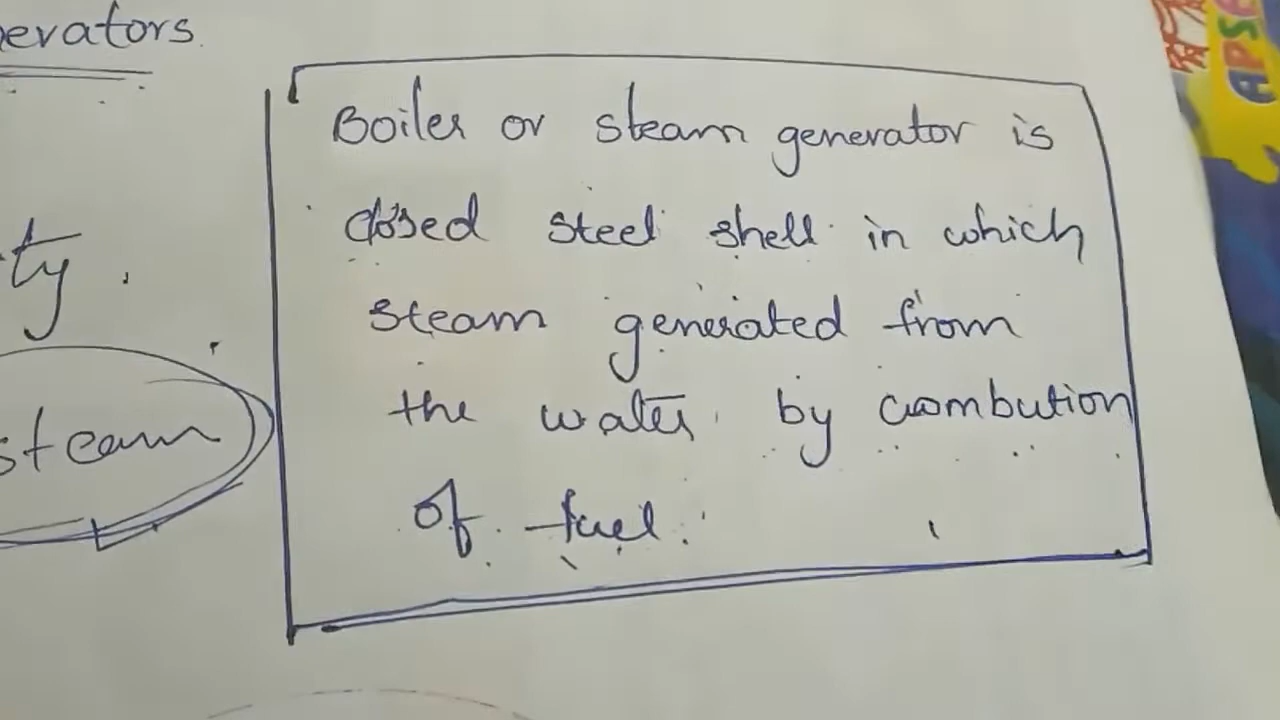 erators.
Boiler or steam generator is
closed steel shell in which
ty.
steam generated from
the water by combution
steam
of fuel.
APSC